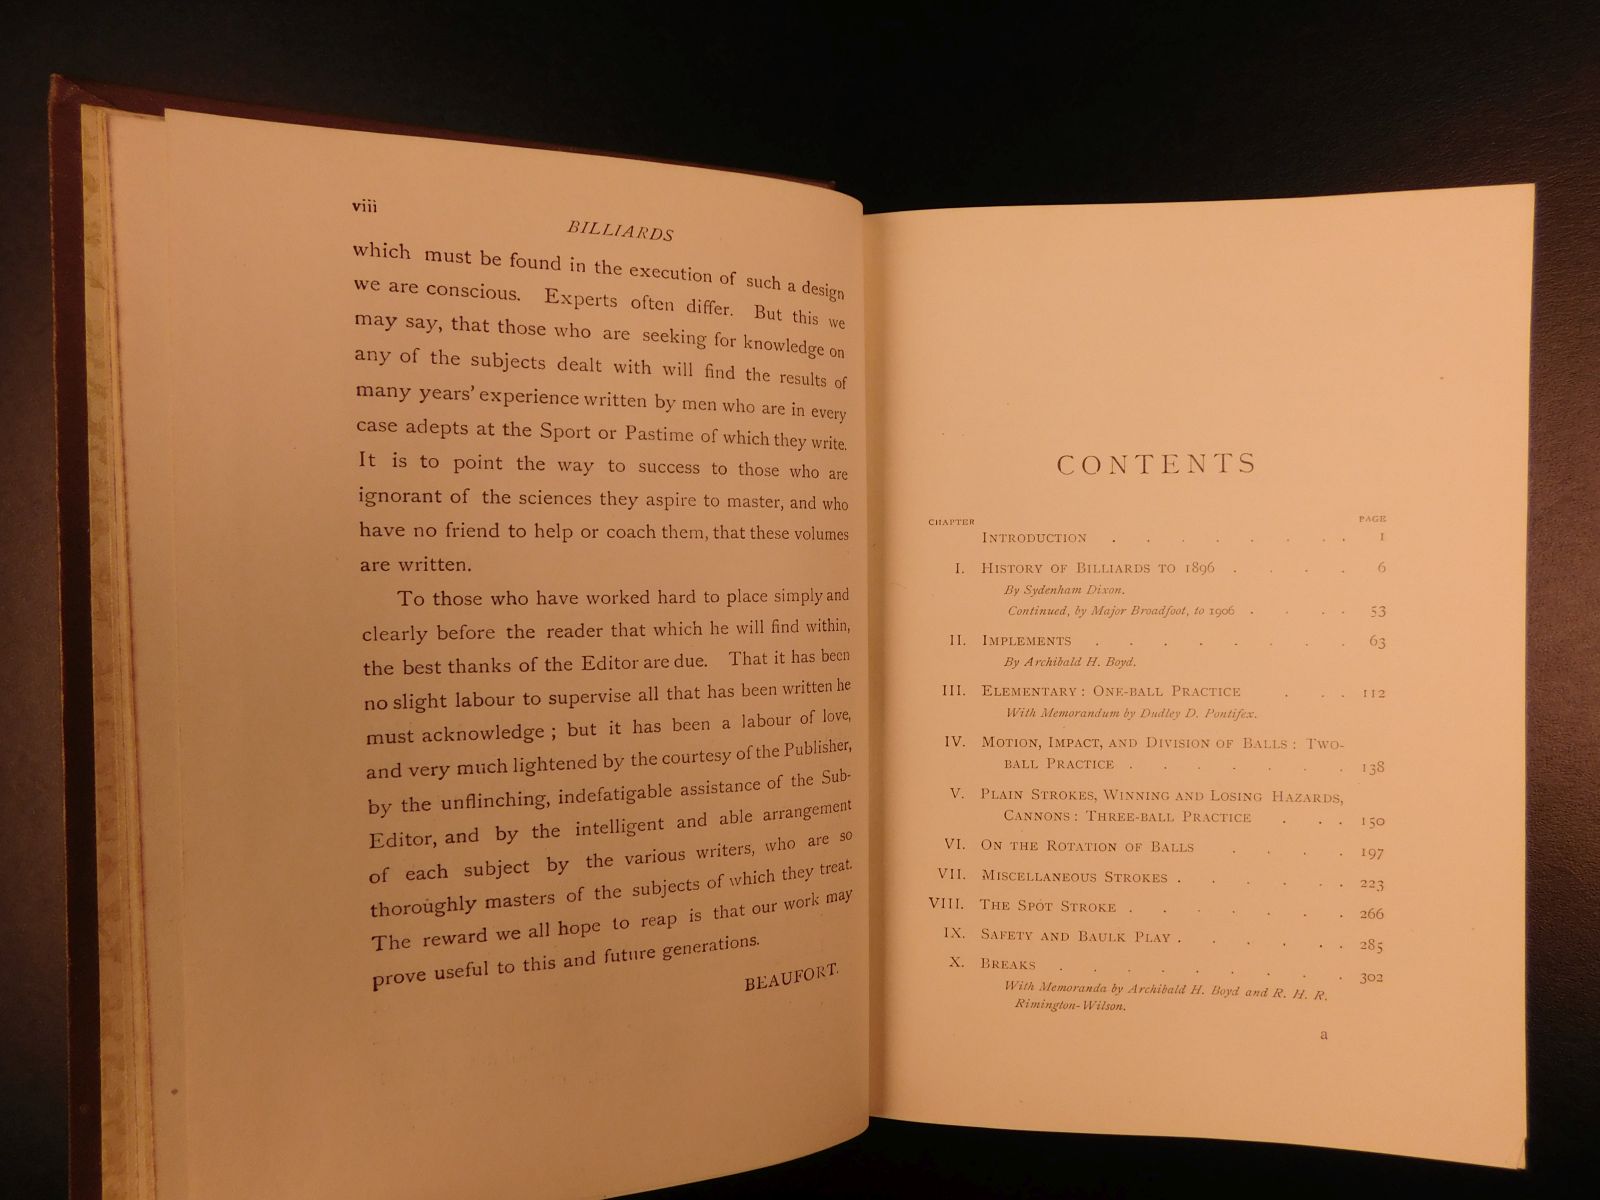 viii
BILLIARDS
which must be found in the execution of such a design
we are conscious. Experts often differ. But this we
may say, that those who are seeking for knowledge on
any of the subjects dealt with will find the results of
many years' experience written by men who are in every
case adepts at the Sport or Pastime of which they write.
It is to point the way to success to those who are
ignorant of the sciences they aspire to master, and who
have no friend to help or coach them, that these volumes
are written.
To those who have worked hard to place simply and
clearly before the reader that which he will find within,
the best thanks of the Editor are due. That it has been
no slight labour to supervise all that has been written he
must acknowledge ; but it has been a labour of love,
and very much lightened by the courtesy of the Publisher,
by the unflinching, indefatigable assistance of the Sub-
Editor, and by the intelligent and able arrangement
of each subject by the various writers, who are so
thoroughly masters of the subjects of which they treat.
The reward we all hope to reap is that our work may
prove useful to this and future generations.
BEAUFORT.
CONTENTS
CHAPTER PAGE
INTRODUCTION . . . . . . . . 1
I. HISTORY OF BILLIARDS TO 1896 . . . . 6
By Sydenham Dixon.
Continued, by Major Broadfoot, to 1906 . . . . 53
II. IMPLEMENTS . . . . . . . . 63
By Archibald H. Boyd.
III. ELEMENTARY : ONE-BALL PRACTICE . . . 112
With Memorandum by Dudley D. Pontifex.
IV. MOTION, IMPACT, AND DIVISION OF BALLS : TWO-
BALL PRACTICE . . . . . . . 138
V. PLAIN STROKES, WINNING AND LOSING HAZARDS,
CANNONS : THREE-BALL PRACTICE . . . 150
VI. ON THE ROTATION OF BALLS . . . . 197
VII. MISCELLANEOUS STROKES . . . . . . 223
VIII. THE SPOT STROKE . . . . . . . 266
IX. SAFETY AND BAULK PLAY . . . . . . 285
X. BREAKS . . . . . . . . . 302
With Memoranda by Archibald H. Boyd and R. H. R.
Rimington-Wilson.
a